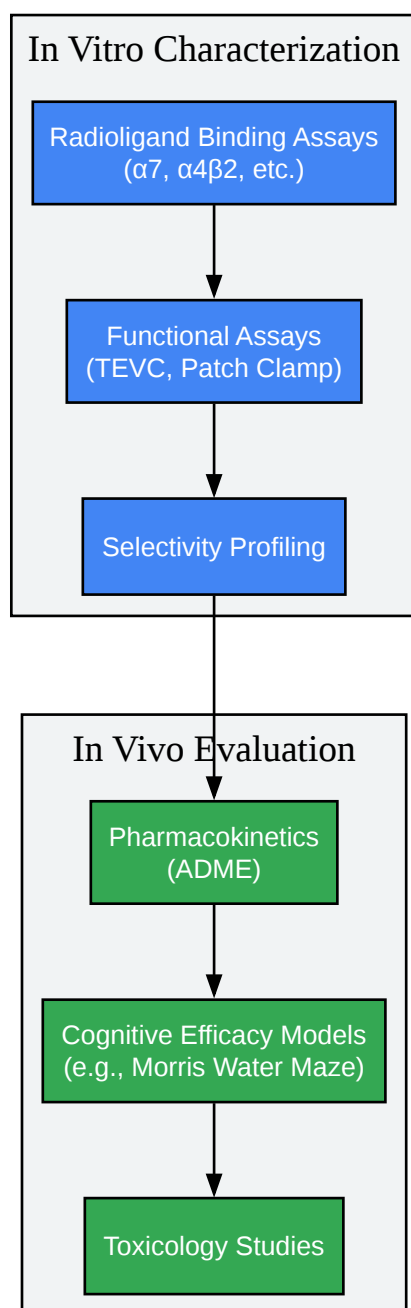 In Vitro Characterization
Radioligand Binding Assays
(α7, α4β2, etc.)
Functional Assays
(TEVC, Patch Clamp)
Selectivity Profiling
In Vivo Evaluation
Pharmacokinetics
(ADME)
Cognitive Efficacy Models
(e.g., Morris Water Maze)
Toxicology Studies